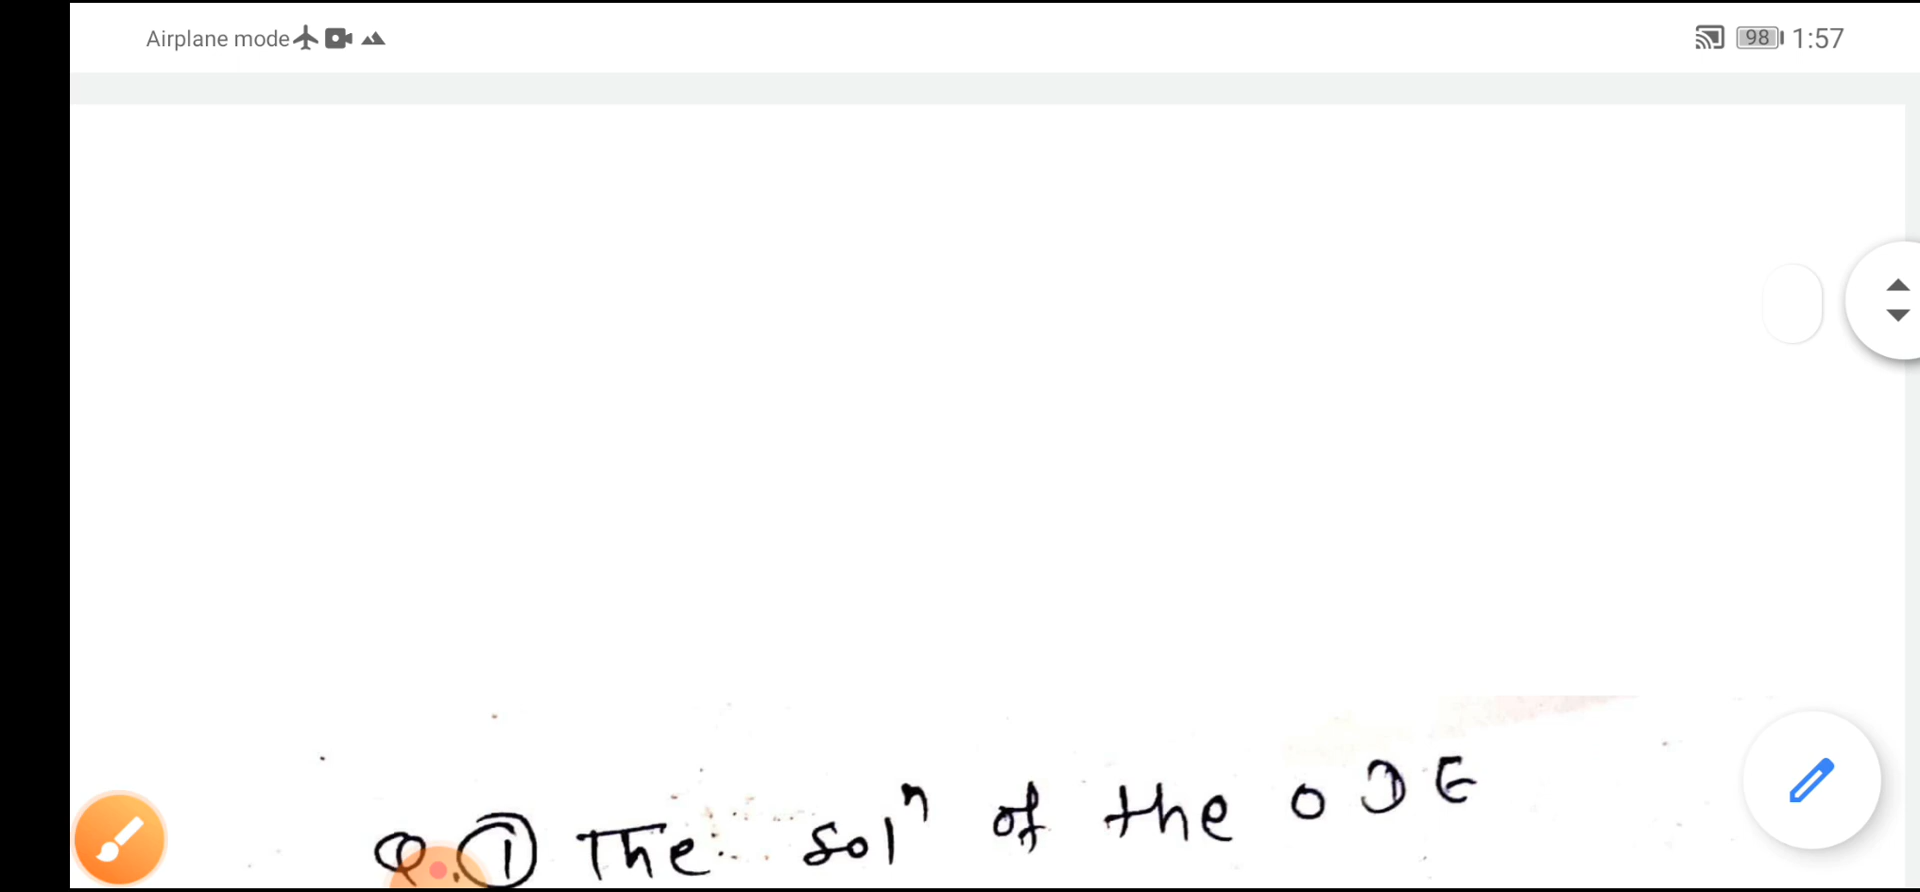 Airplane mode
98 1:57
Q.① The solⁿ of the ODE